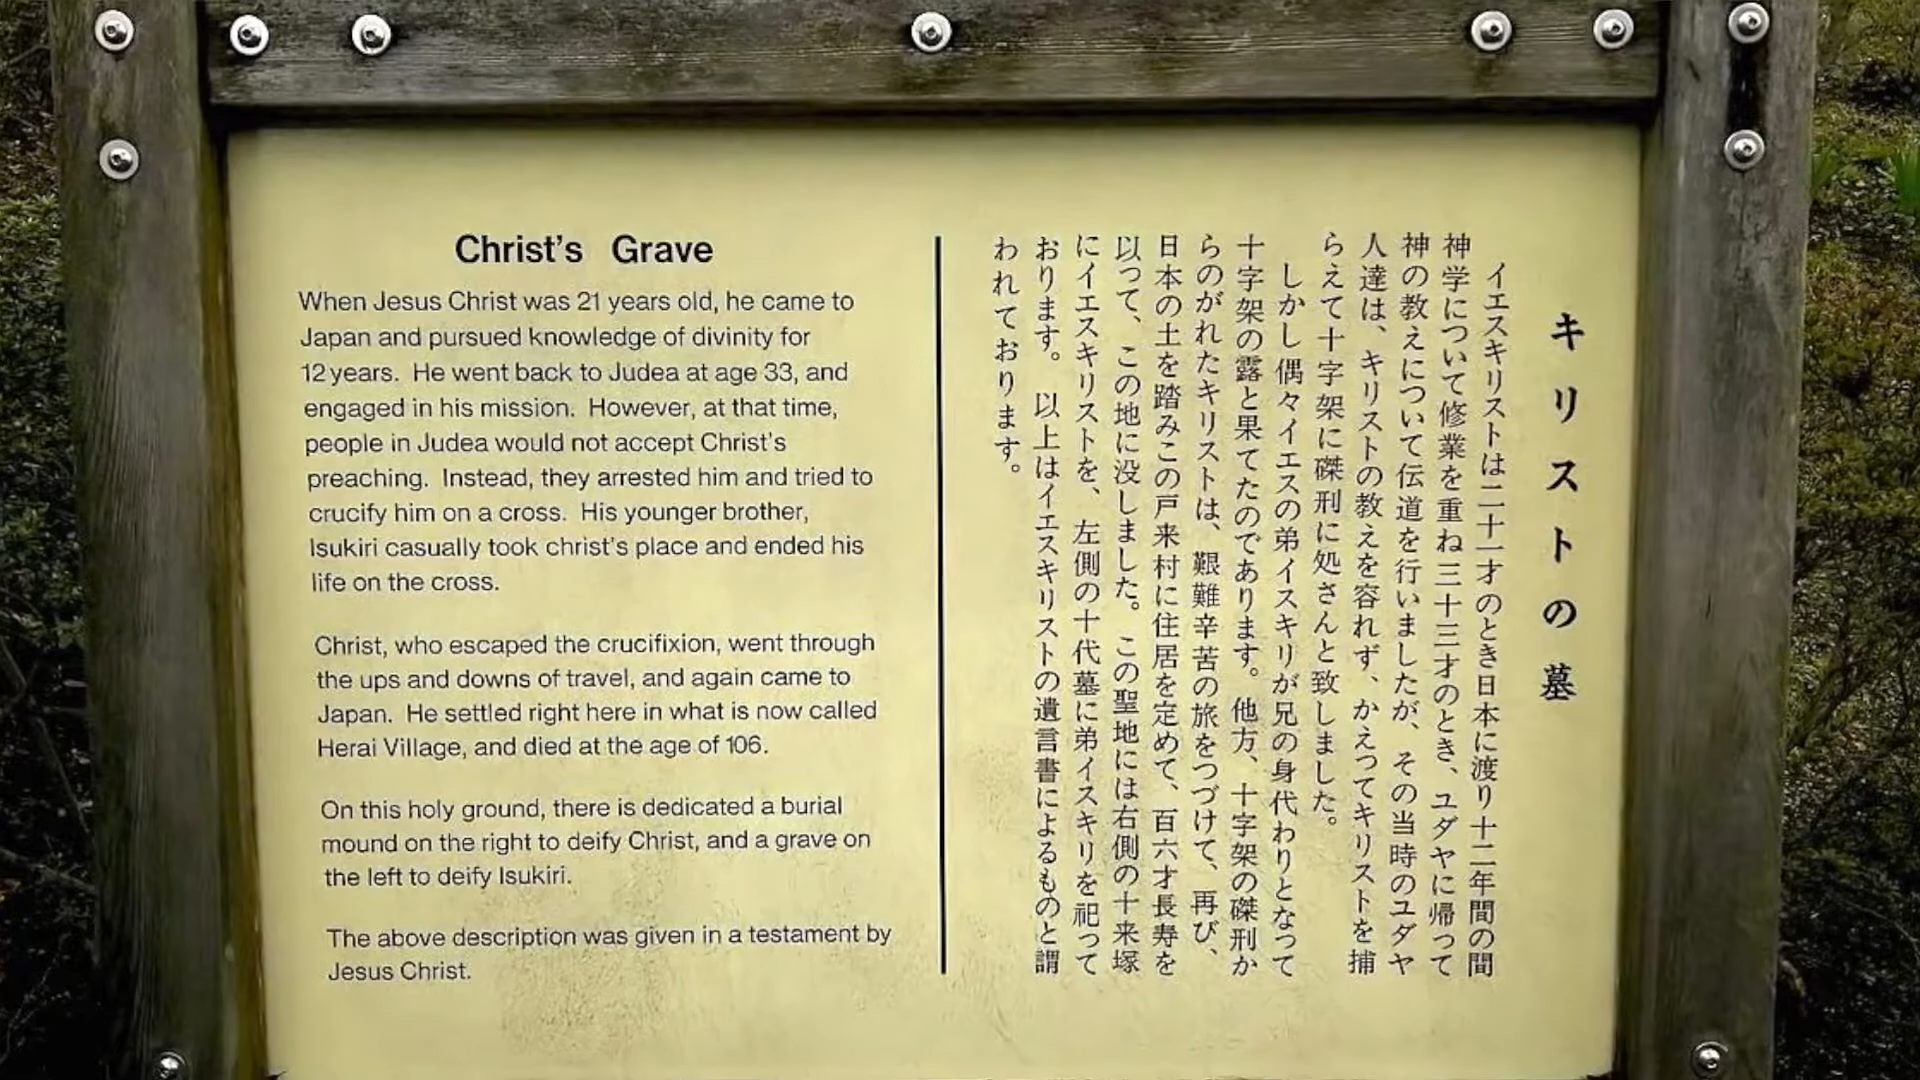 Christ's Grave
When Jesus Christ was 21 years old, he came to
Japan and pursued knowledge of divinity for
12 years. He went back to Judea at age 33, and
engaged in his mission. However, at that time,
people in Judea would not accept Christ's
preaching. Instead, they arrested him and tried to
crucify him on a cross. His younger brother,
Isukiri casually took christ's place and ended his
life on the cross.
Christ, who escaped the crucifixion, went through
the ups and downs of travel, and again came to
Japan. He settled right here in what is now called
Herai Village, and died at the age of 106.
On this holy ground, there is dedicated a burial
mound on the right to deify Christ, and a grave on
the left to deify Isukiri.
The above description was given in a testament by
Jesus Christ.
キリストの墓
イエスキリストは二十一才のとき日本に渡り十二年間の間
神学について修業を重ね三十三才のとき、ユダヤに帰って
神の教えについて伝道を行いましたが、その当時のユダヤ
人達は、キリストの教えを容れず、かえってキリストを捕
らえて十字架に磔刑に処さんと致しました。
しかし偶々イエスの弟イスキリが兄の身代わりとなって
十字架の露と果てたのであります。他方、十字架の磔刑か
らのがれたキリストは、艱難辛苦の旅をつづけて、再び、
日本の土を踏みこの戸来村に住居を定めて、百六才長寿を
以って、この地に没しました。この聖地には右側の十来塚
にイエスキリストを、左側の十代墓に弟イスキリを祀って
おります。以上はイエスキリストの遺言書によるものと謂
われております。